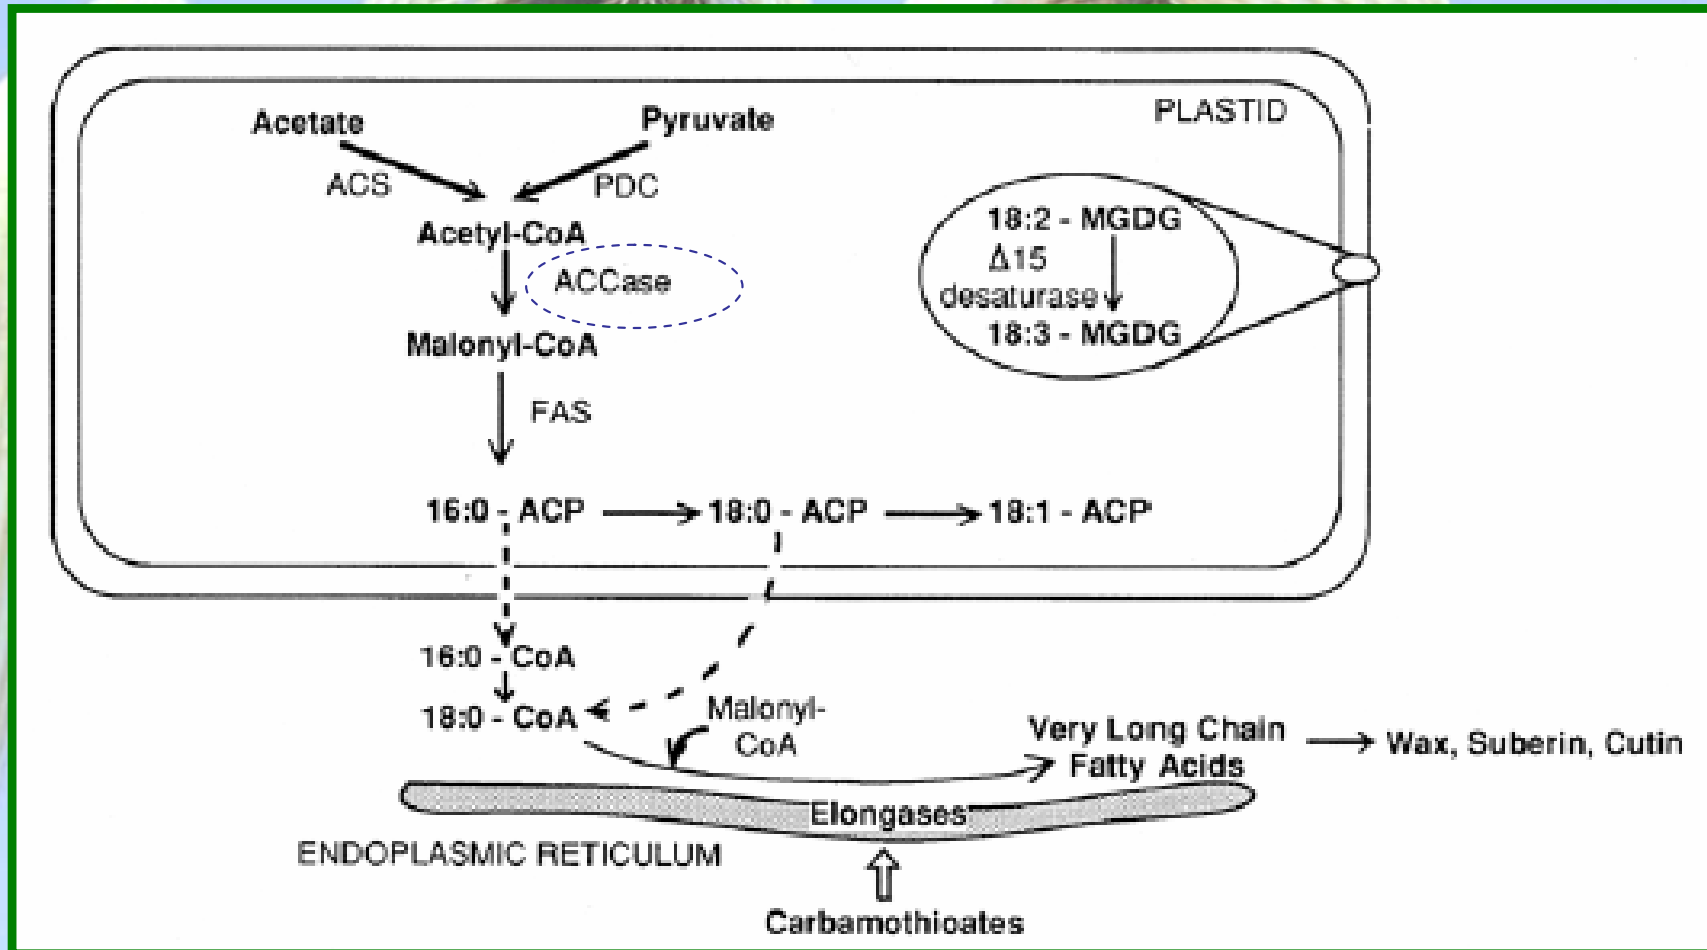 PLASTID
Acetate
Pyruvate
ACS
PDC
Acetyl-CoA
ACCase
Malonyl-CoA
FAS
18:2 - MGDG
Δ15
desaturase
18:3 - MGDG
16:0 - ACP
18:0 - ACP
18:1 - ACP
16:0 - CoA
18:0 - CoA
Malonyl-
CoA
Very Long Chain
Fatty Acids
Wax, Suberin, Cutin
Elongases
ENDOPLASMIC RETICULUM
Carbamothioates